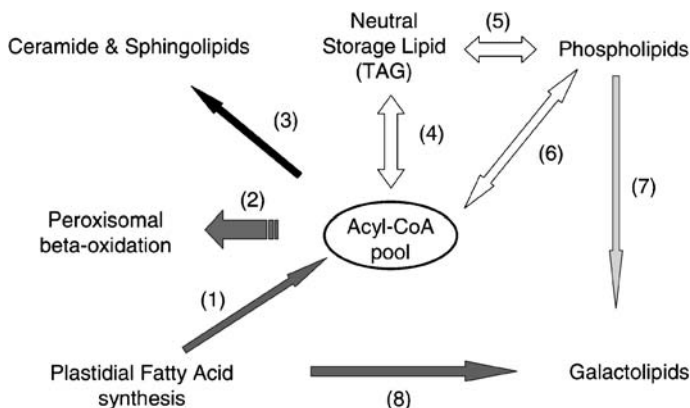 Ceramide & Sphingolipids
Neutral
Storage Lipid
(TAG)
(5)
Phospholipids
(3)
(4)
(6)
(7)
(2)
Peroxisomal
beta-oxidation
Acyl-CoA
pool
(1)
Plastidial Fatty Acid
synthesis
(8)
Galactolipids